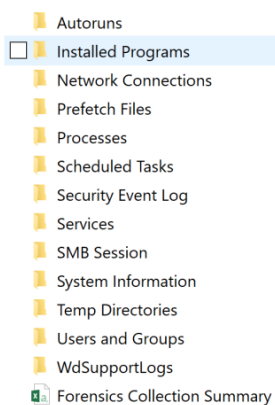 Autoruns
Installed Programs
Network Connections
Prefetch Files
Processes
Scheduled Tasks
Security Event Log
Services
SMB Session
System Information
Temp Directories
Users and Groups
WdSupportLogs
Forensics Collection Summary